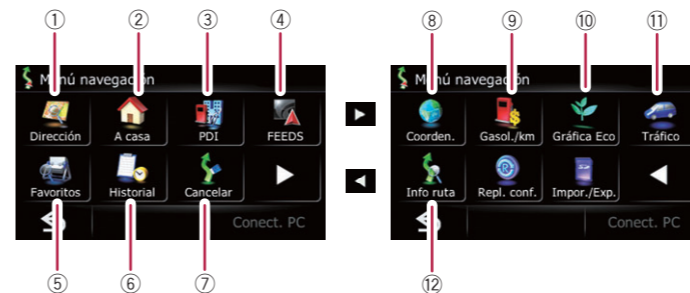 ① ② ③ ④ ⑧ ⑨ ⑩ ⑪
Menú navegación
Dirección A casa PDI FEEDS
Favoritos Historial Cancelar
Conect. PC
Menú navegación
Coorden. Gasol./km Gráfica Eco Tráfico
Info ruta Repl. conf. Impor./Exp.
Conect. PC
⑤ ⑥ ⑦ ⑫